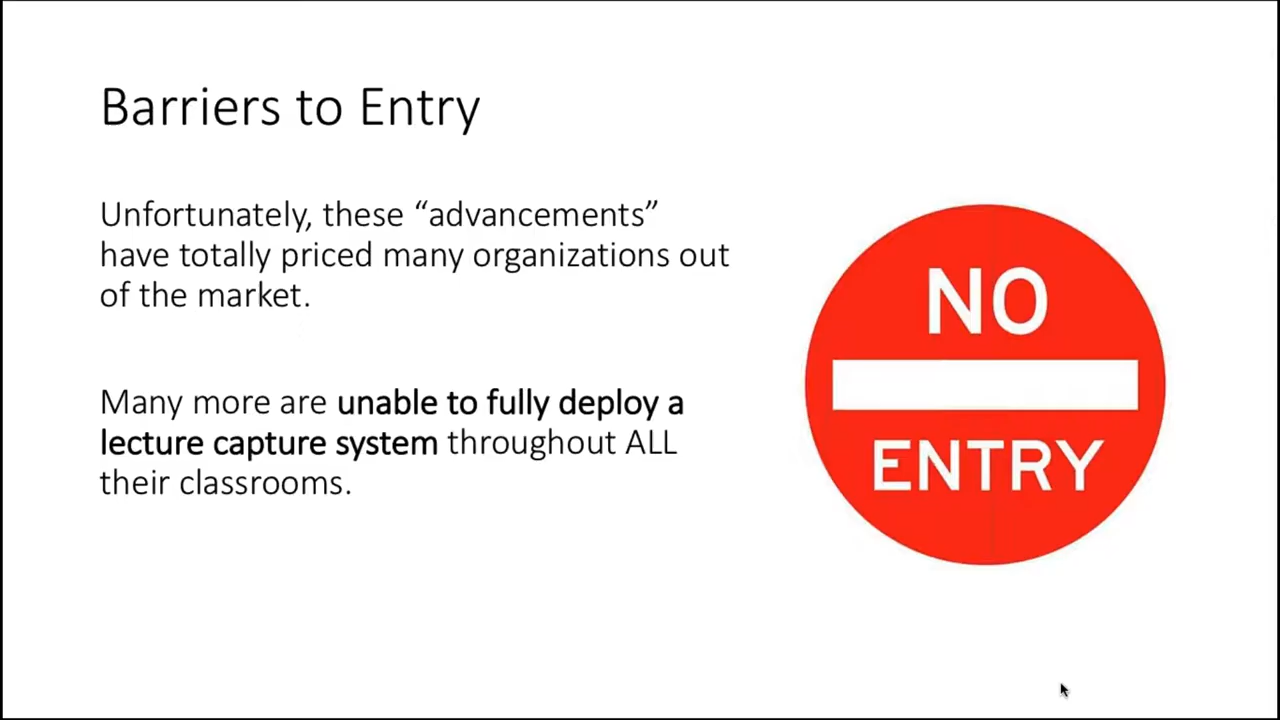 Barriers to Entry
Unfortunately, these “advancements”
have totally priced many organizations out
of the market.
Many more are unable to fully deploy a
lecture capture system throughout ALL
their classrooms.
NO
ENTRY